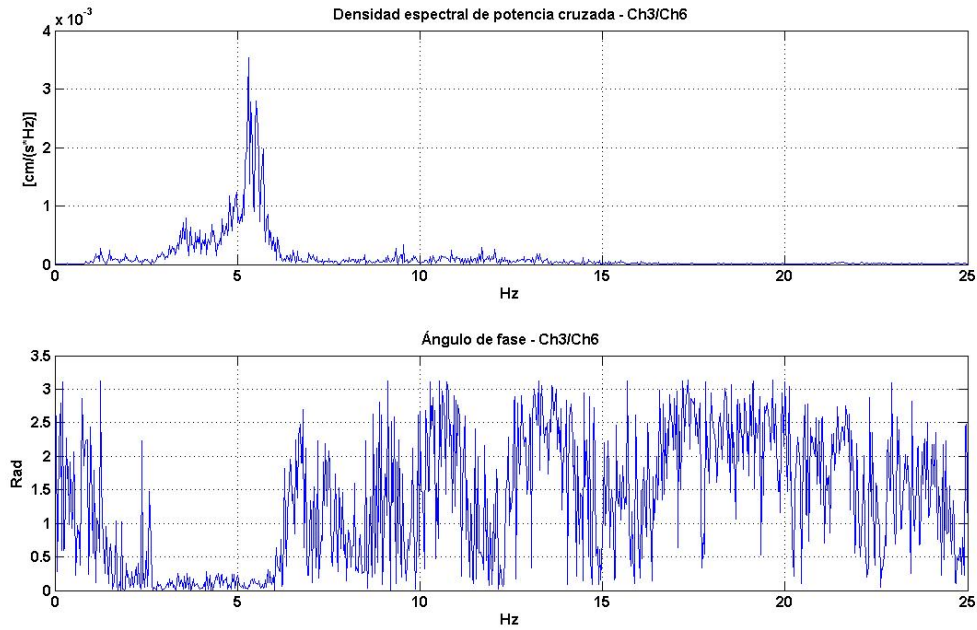 Densidad espectral de potencia cruzada - Ch3/Ch6
x 10⁻³
4
3
2
1
0
[cm/(s*Hz)]
0 5 10 15 20 25
Hz
Ángulo de fase - Ch3/Ch6
3.5
3
2.5
2
1.5
1
0.5
0
Rad
0 5 10 15 20 25
Hz